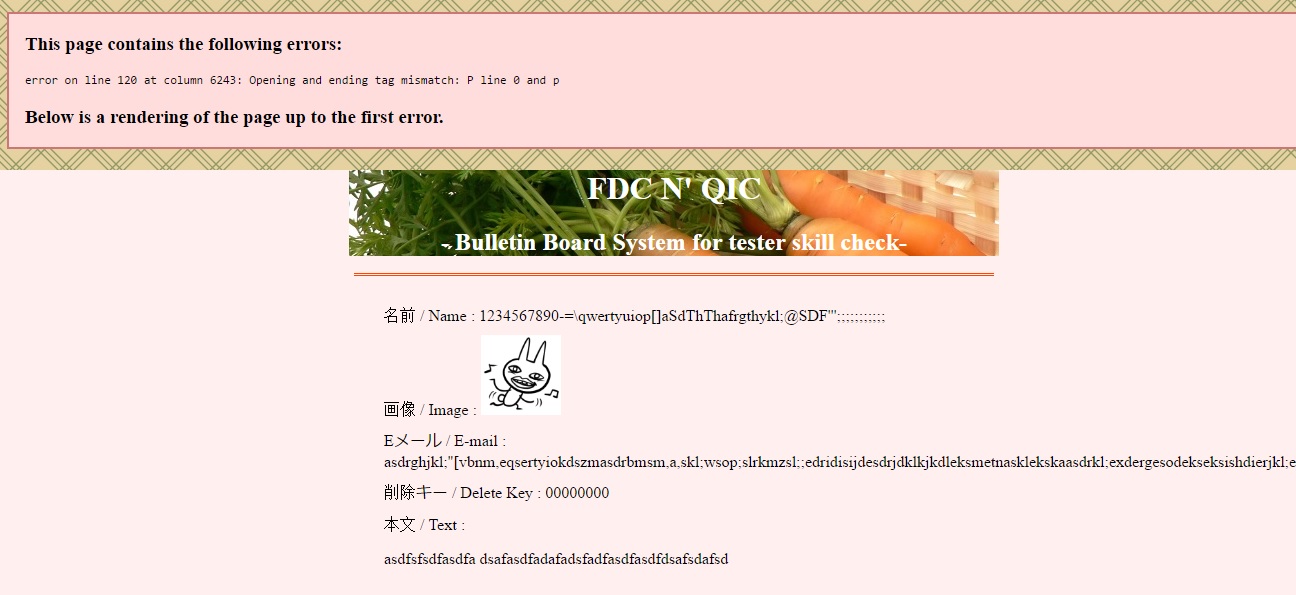 This page contains the following errors:
error on line 120 at column 6243: Opening and ending tag mismatch: P line 0 and p
Below is a rendering of the page up to the first error.
FDC N' QIC
-Bulletin Board System for tester skill check-
名前 / Name : 1234567890-=\qwertyuiop[]aSdThThafrgthykl;@SDF"';;;;;;;;;;;
画像 / Image :
Eメール / E-mail :
asdrghjkl;"[vbnm,eqsertyiokdszmasdrbmsm,a,skl;wsop;slrkmzsl;;edridisijdesdrjdklkjkdleksmetnasklekskaasdrkl;exdergesodekseksishdierjkl;e
削除キー / Delete Key : 00000000
本文 / Text :
asdfsfsdfasdfa dsafasdfadafadsfadfasdfasdfdsafsdafsd